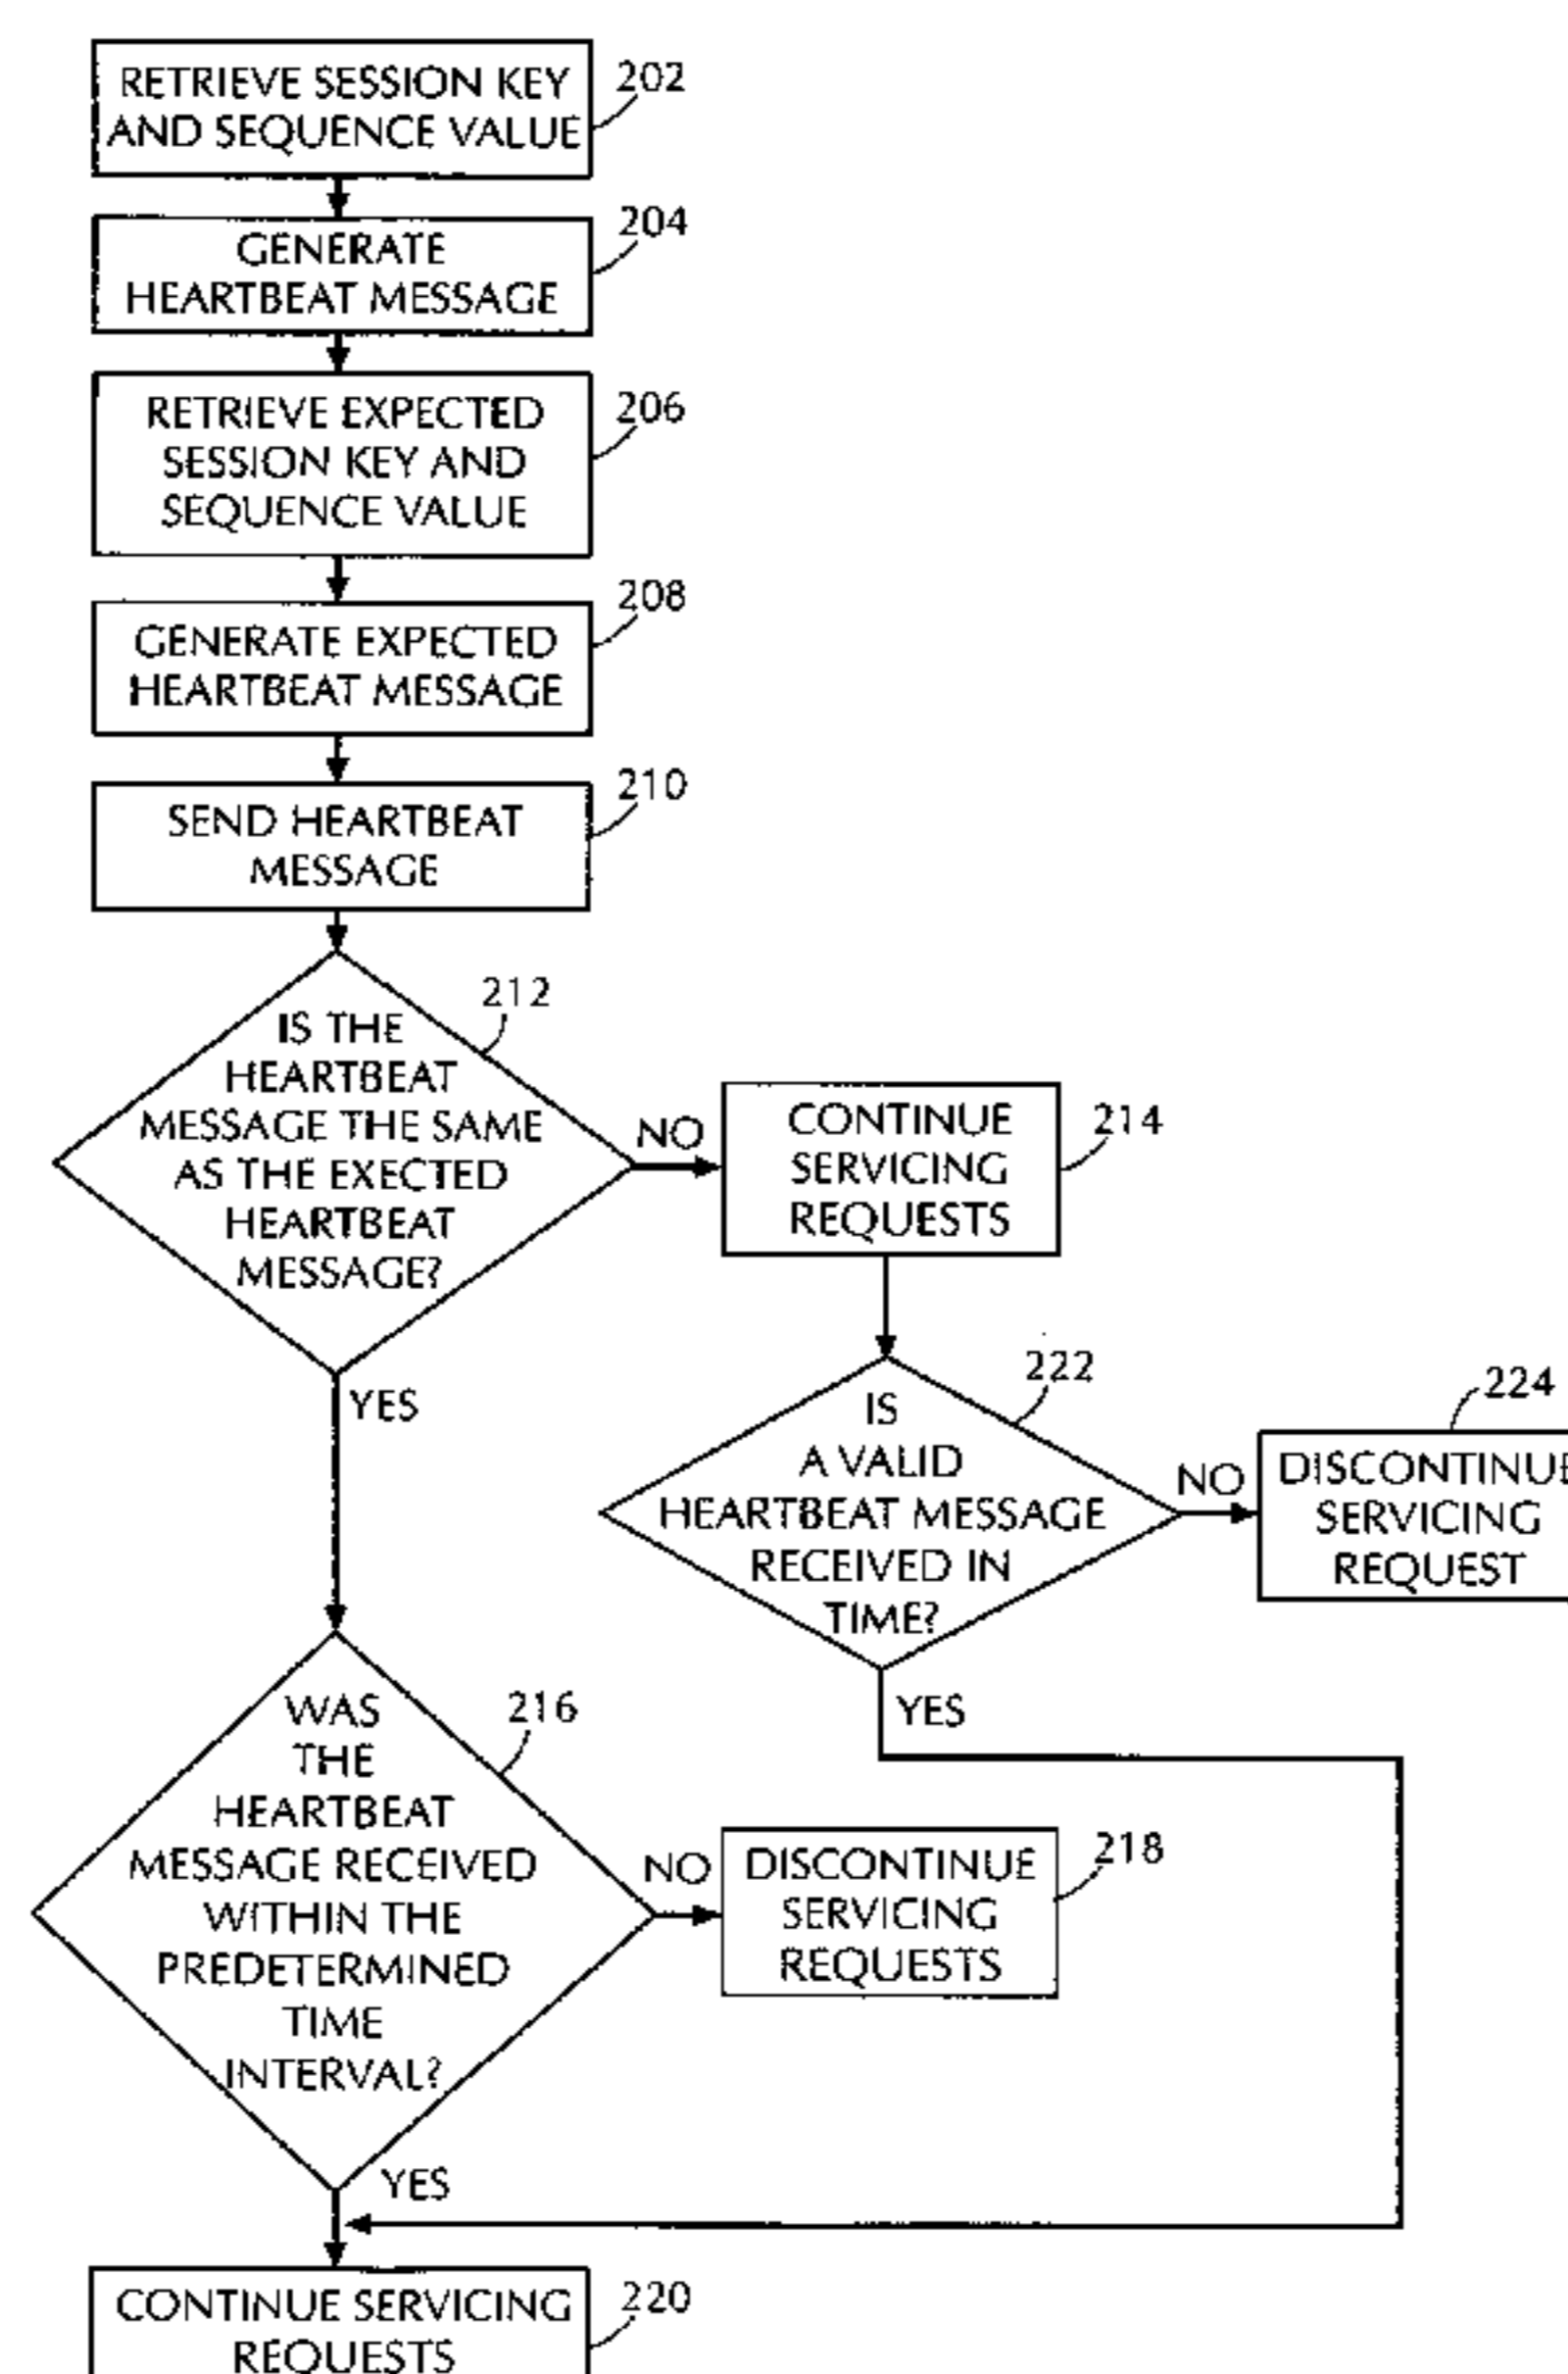 RETRIEVE SESSION KEY
AND SEQUENCE VALUE
202
GENERATE
HEARTBEAT MESSAGE
204
RETRIEVE EXPECTED
SESSION KEY AND
SEQUENCE VALUE
206
GENERATE EXPECTED
HEARTBEAT MESSAGE
208
SEND HEARTBEAT
MESSAGE
210
IS THE
HEARTBEAT
MESSAGE THE SAME
AS THE EXECTED
HEARTBEAT
MESSAGE?
212
NO
CONTINUE
SERVICING
REQUESTS
214
YES
IS
A VALID
HEARTBEAT MESSAGE
RECEIVED IN
TIME?
222
NO
DISCONTINUE
SERVICING
REQUEST
224
YES
WAS
THE
HEARTBEAT
MESSAGE RECEIVED
WITHIN THE
PREDETERMINED
TIME
INTERVAL?
216
NO
DISCONTINUE
SERVICING
REQUESTS
218
YES
CONTINUE SERVICING
REQUESTS
220